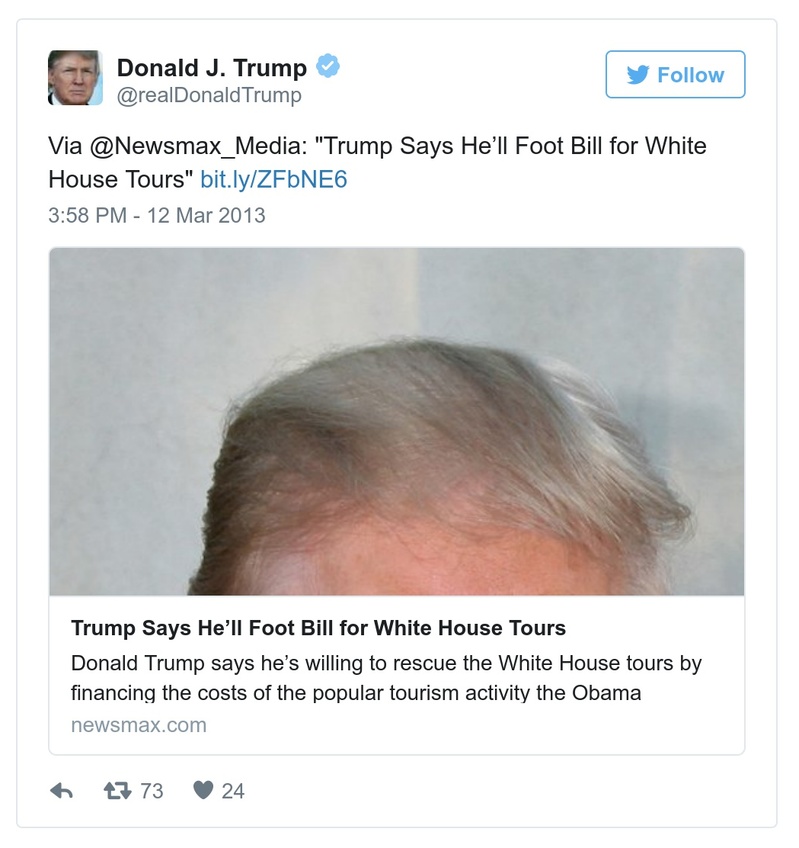 Donald J. Trump
@realDonaldTrump
Follow
Via @Newsmax_Media: "Trump Says He’ll Foot Bill for White
House Tours" bit.ly/ZFbNE6
3:58 PM - 12 Mar 2013
Trump Says He’ll Foot Bill for White House Tours
Donald Trump says he’s willing to rescue the White House tours by
financing the costs of the popular tourism activity the Obama
newsmax.com
73
24